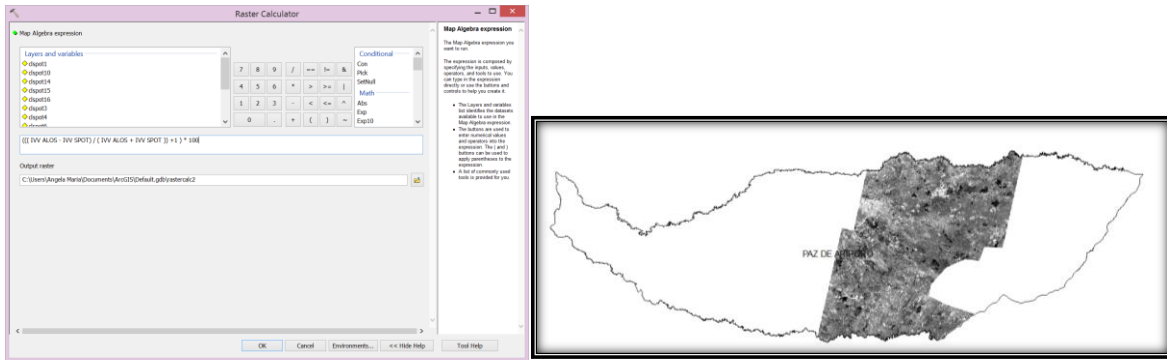 Raster Calculator
Map Algebra expression
Layers and variables
dspot1
dspot10
dspot14
dspot15
dspot16
dspot3
dspot4
7 8 9 / == != &
4 5 6 * > >= |
1 2 3 - < <= ^
0 . + ( ) ~
Conditional
Con
Pick
SetNull
Math
Abs
Exp
Exp10
((( IVV ALOS - IVV SPOT) / ( IVV ALOS + IVV SPOT )) +1 ) * 100
Output raster
C:\Users\Angela Maria\Documents\ArcGIS\Default.gdb\rastercalc2
OK Cancel Environments... << Hide Help Tool Help
Map Algebra expression
The Map Algebra expression you
want to run.
The expression is composed by
specifying the inputs, values,
operators, and tools to use. You
can type in the expression
directly or use the buttons and
controls to help you create it.
The Layers and variables
list identifies the datasets
available to use in the
Map Algebra expression.
The buttons are used to
enter numerical values
and operators into the
expression. The ( and )
buttons can be used to
apply parentheses to the
expression.
A list of commonly used
tools is provided for you.
PAZ DE